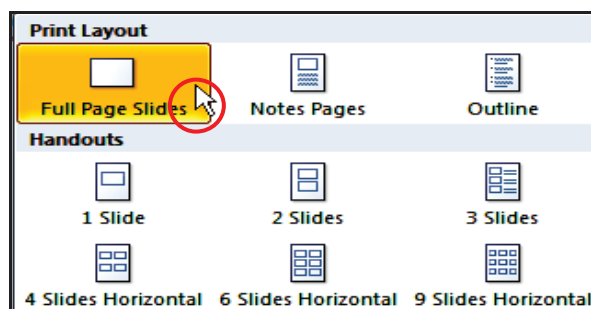 Print Layout
Full Page Slides Notes Pages Outline
Handouts
1 Slide 2 Slides 3 Slides
4 Slides Horizontal 6 Slides Horizontal 9 Slides Horizontal